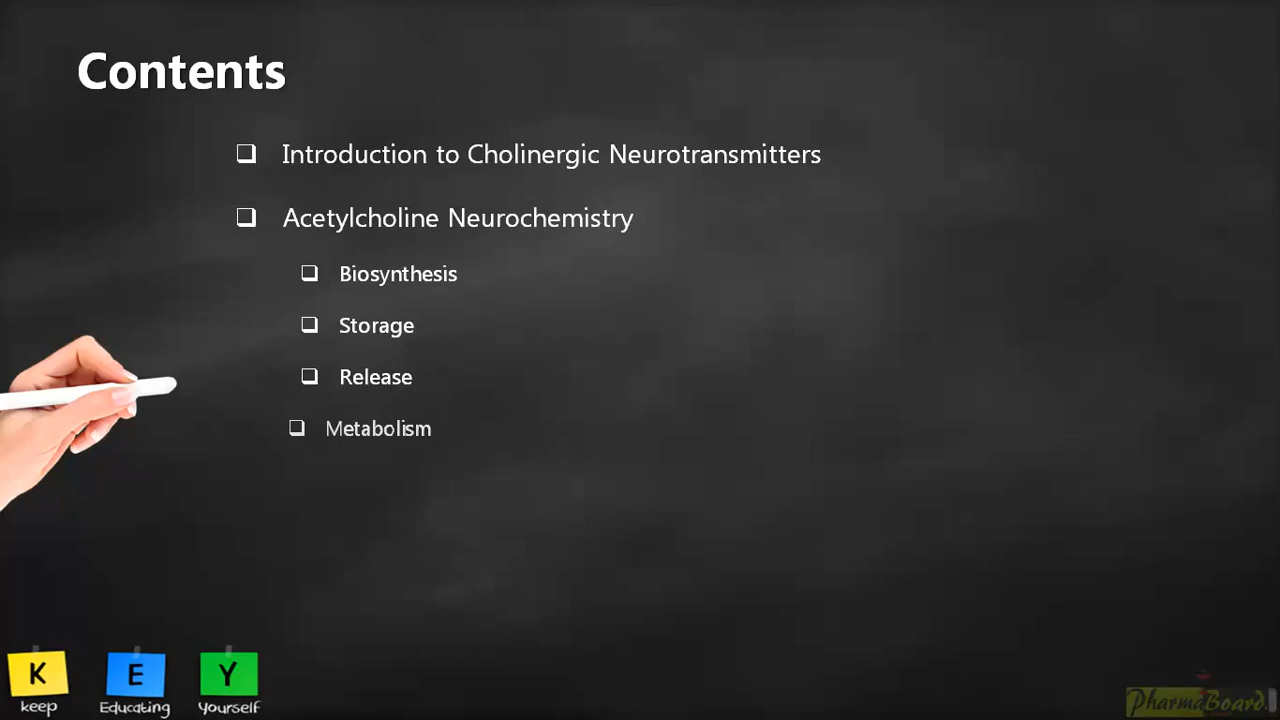 Contents
Introduction to Cholinergic Neurotransmitters
Acetylcholine Neurochemistry
Biosynthesis
Storage
Release
Metabolism
K E Y
keep Educating Yourself
PharmaBoard